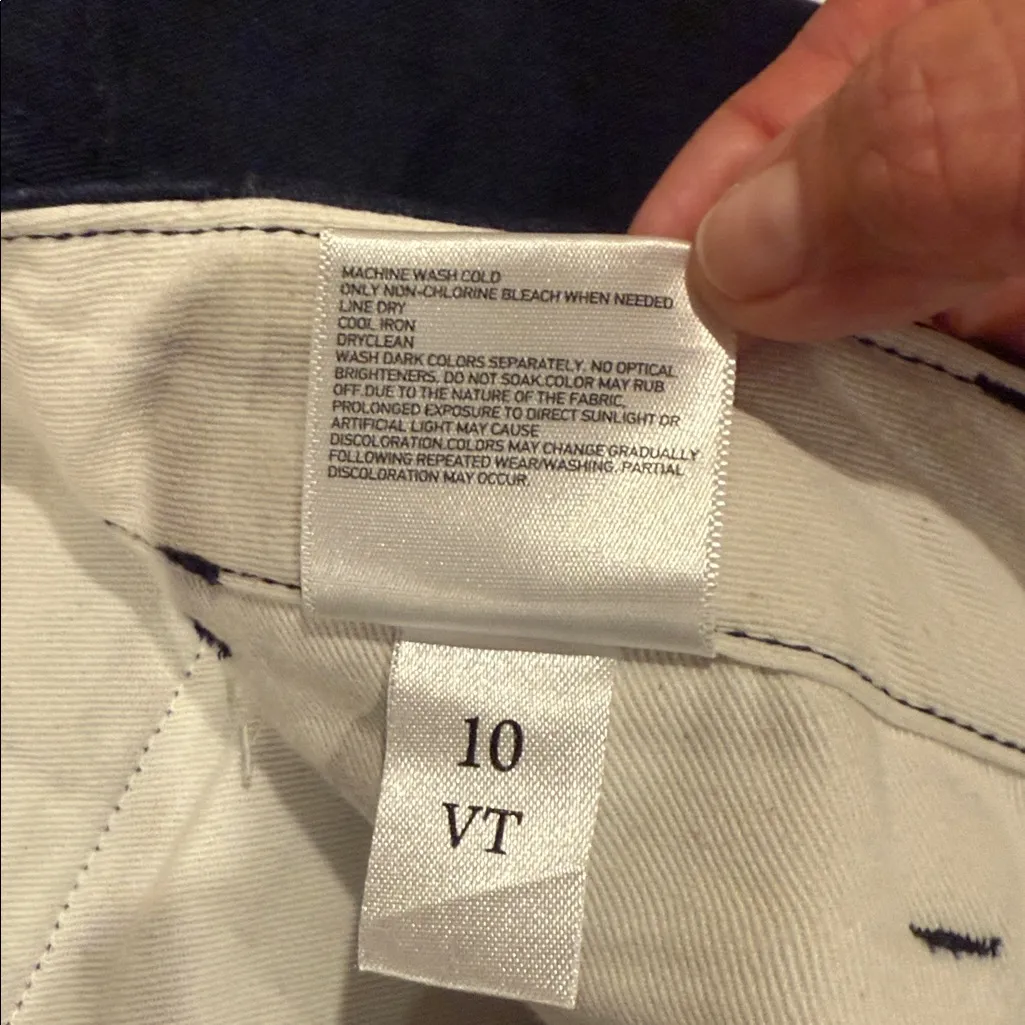 MACHINE WASH COLD
ONLY NON-CHLORINE BLEACH WHEN NEEDED
LINE DRY
COOL IRON
DRYCLEAN
WASH DARK COLORS SEPARATELY. NO OPTICAL
BRIGHTENERS. DO NOT SOAK.COLOR MAY RUB
OFF.DUE TO THE NATURE OF THE FABRIC,
PROLONGED EXPOSURE TO DIRECT SUNLIGHT OR
ARTIFICIAL LIGHT MAY CAUSE
DISCOLORATION.COLORS MAY CHANGE GRADUALLY
FOLLOWING REPEATED WEAR/WASHING. PARTIAL
DISCOLORATION MAY OCCUR.
10
VT